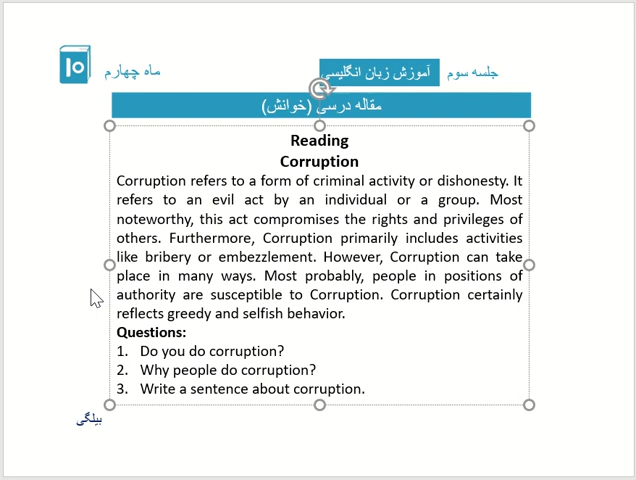 جلسه سوم آموزش زبان انگلیسی ماه چهارم 10
مقاله درسی (خوانش)
Reading
Corruption
Corruption refers to a form of criminal activity or dishonesty. It
refers to an evil act by an individual or a group. Most
noteworthy, this act compromises the rights and privileges of
others. Furthermore, Corruption primarily includes activities
like bribery or embezzlement. However, Corruption can take
place in many ways. Most probably, people in positions of
authority are susceptible to Corruption. Corruption certainly
reflects greedy and selfish behavior.
Questions:
1. Do you do corruption?
2. Why people do corruption?
3. Write a sentence about corruption.
بیلگی